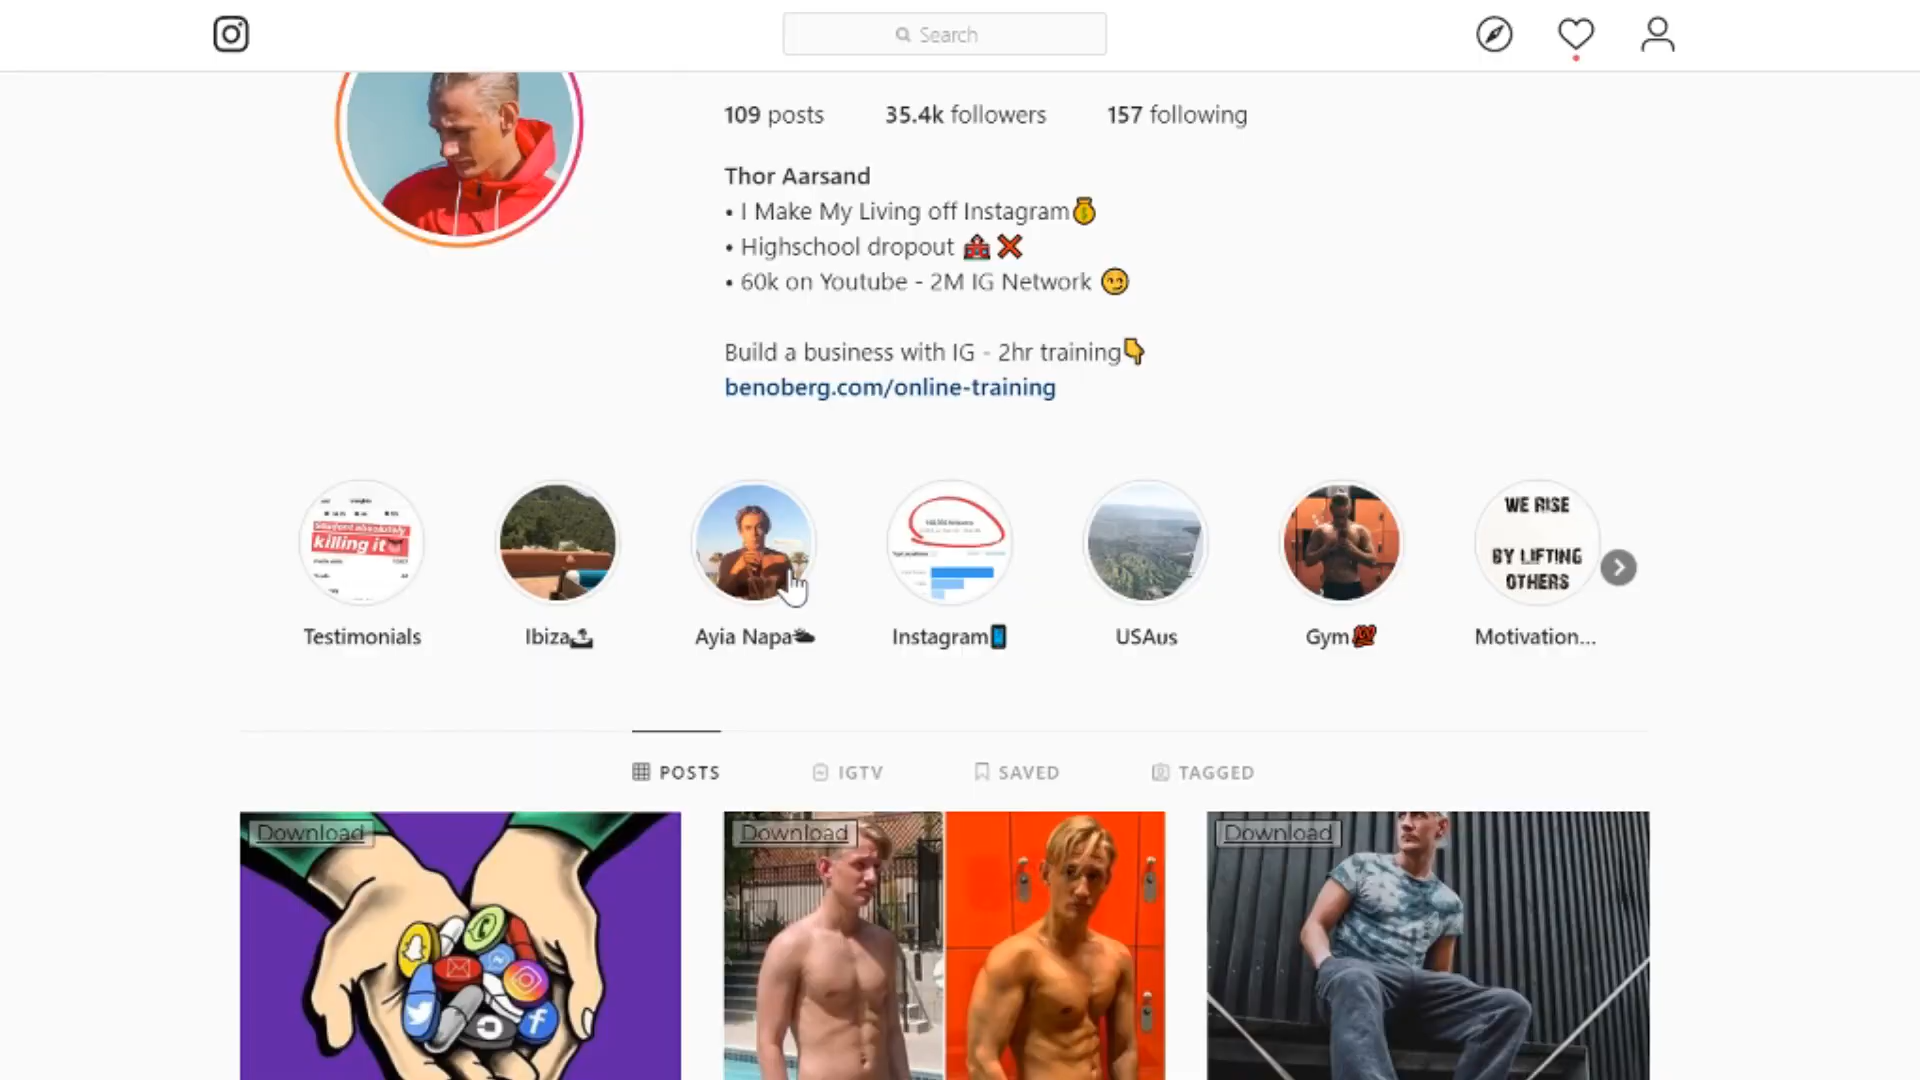 Search
109 posts 35.4k followers 157 following
Thor Aarsand
• I Make My Living off Instagram💰
• Highschool dropout 🏫 ❌
• 60k on Youtube - 2M IG Network 😏
Build a business with IG - 2hr training👇
benoberg.com/online-training
Student absolutely
killing it
WE RISE
BY LIFTING
OTHERS
Testimonials
Ibiza
Ayia Napa
Instagram📱
USAus
Gym💯
Motivation...
POSTS IGTV SAVED TAGGED
Download Download Download